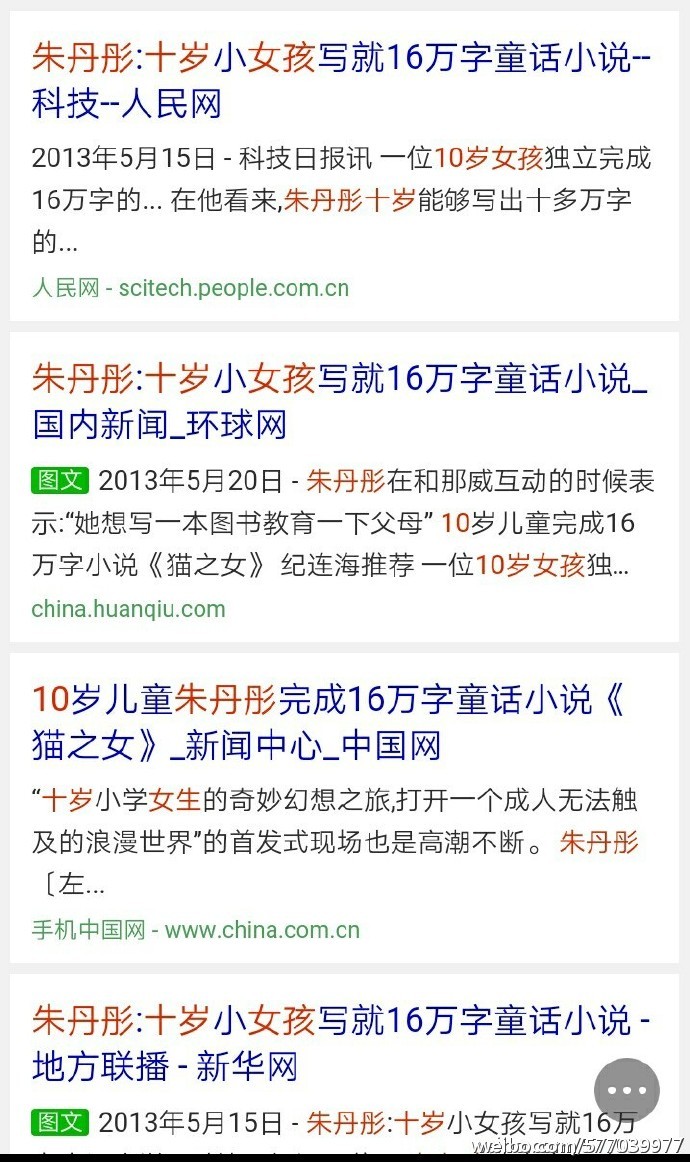 朱丹彤:十岁小女孩写就16万字童话小说--
科技--人民网
2013年5月15日 - 科技日报讯 一位10岁女孩独立完成
16万字的... 在他看来,朱丹彤十岁能够写出十多万字
的...
人民网 - scitech.people.com.cn
朱丹彤:十岁小女孩写就16万字童话小说_
国内新闻_环球网
图文 2013年5月20日 - 朱丹彤在和那威互动的时候表
示:“她想写一本图书教育一下父母” 10岁儿童完成16
万字小说《猫之女》 纪连海推荐 一位10岁女孩独...
china.huanqiu.com
10岁儿童朱丹彤完成16万字童话小说《
猫之女》_新闻中心_中国网
“十岁小学女生的奇妙幻想之旅,打开一个成人无法触
及的浪漫世界”的首发式现场也是高潮不断。 朱丹彤
〔左...
手机中国网 - www.china.com.cn
朱丹彤:十岁小女孩写就16万字童话小说 -
地方联播 - 新华网
图文 2013年5月15日 - 朱丹彤:十岁小女孩写就16万
weibo.com/577039977